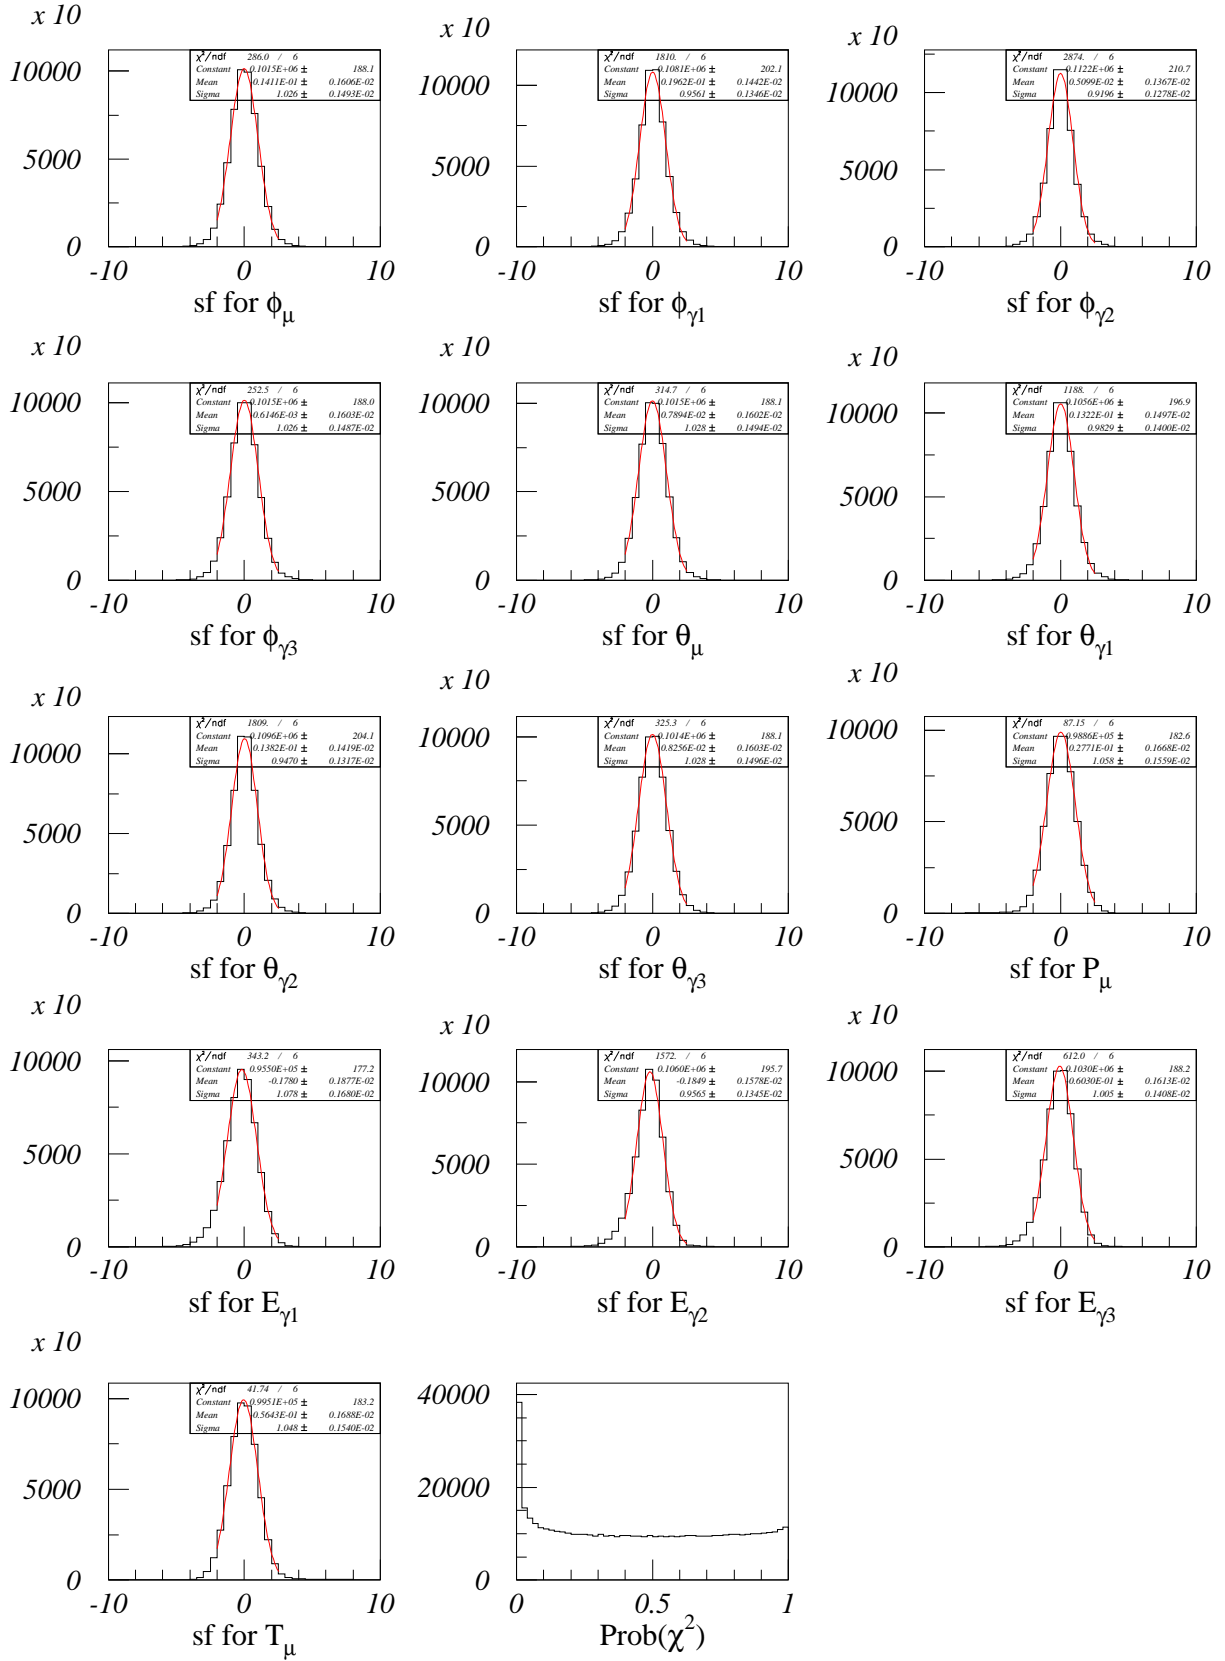 x 10
10000
5000
0
-10 0 10
χ²/ndf 286.0 / 6
Constant 0.1015E+06 ± 188.1
Mean 0.1411E-01 ± 0.1606E-02
Sigma 1.026 ± 0.1493E-02
sf for ϕμ
x 10
10000
5000
0
-10 0 10
χ²/ndf 1810. / 6
Constant 0.1081E+06 ± 202.1
Mean 0.1962E-01 ± 0.1442E-02
Sigma 0.9561 ± 0.1346E-02
sf for ϕγ1
x 10
10000
5000
0
-10 0 10
χ²/ndf 2874. / 6
Constant 0.1122E+06 ± 210.7
Mean 0.5099E-02 ± 0.1367E-02
Sigma 0.9196 ± 0.1278E-02
sf for ϕγ2
x 10
10000
5000
0
-10 0 10
χ²/ndf 252.5 / 6
Constant 0.1015E+06 ± 188.0
Mean 0.6146E-03 ± 0.1603E-02
Sigma 1.026 ± 0.1487E-02
sf for ϕγ3
x 10
10000
5000
0
-10 0 10
χ²/ndf 314.7 / 6
Constant 0.1015E+06 ± 188.1
Mean 0.7894E-02 ± 0.1602E-02
Sigma 1.028 ± 0.1494E-02
sf for θμ
x 10
10000
5000
0
-10 0 10
χ²/ndf 1188. / 6
Constant 0.1056E+06 ± 196.9
Mean 0.1322E-01 ± 0.1497E-02
Sigma 0.9829 ± 0.1400E-02
sf for θγ1
x 10
10000
5000
0
-10 0 10
χ²/ndf 1809. / 6
Constant 0.1096E+06 ± 204.1
Mean 0.1382E-01 ± 0.1419E-02
Sigma 0.9470 ± 0.1317E-02
sf for θγ2
x 10
10000
5000
0
-10 0 10
χ²/ndf 325.3 / 6
Constant 0.1014E+06 ± 188.1
Mean 0.8256E-02 ± 0.1603E-02
Sigma 1.028 ± 0.1496E-02
sf for θγ3
x 10
10000
5000
0
-10 0 10
χ²/ndf 87.15 / 6
Constant 0.9886E+05 ± 182.6
Mean 0.2771E-01 ± 0.1668E-02
Sigma 1.058 ± 0.1559E-02
sf for Pμ
x 10
10000
5000
0
-10 0 10
χ²/ndf 343.2 / 6
Constant 0.9550E+05 ± 177.2
Mean -0.1780 ± 0.1877E-02
Sigma 1.078 ± 0.1680E-02
sf for Eγ1
x 10
10000
5000
0
-10 0 10
χ²/ndf 1572. / 6
Constant 0.1060E+06 ± 195.7
Mean -0.1849 ± 0.1578E-02
Sigma 0.9565 ± 0.1345E-02
sf for Eγ2
x 10
10000
5000
0
-10 0 10
χ²/ndf 612.0 / 6
Constant 0.1030E+06 ± 188.2
Mean -0.6030E-01 ± 0.1613E-02
Sigma 1.005 ± 0.1408E-02
sf for Eγ3
x 10
10000
5000
0
-10 0 10
χ²/ndf 41.74 / 6
Constant 0.9951E+05 ± 183.2
Mean -0.5643E-01 ± 0.1688E-02
Sigma 1.048 ± 0.1540E-02
sf for Tμ
40000
20000
0
0 0.5 1
Prob(χ²)